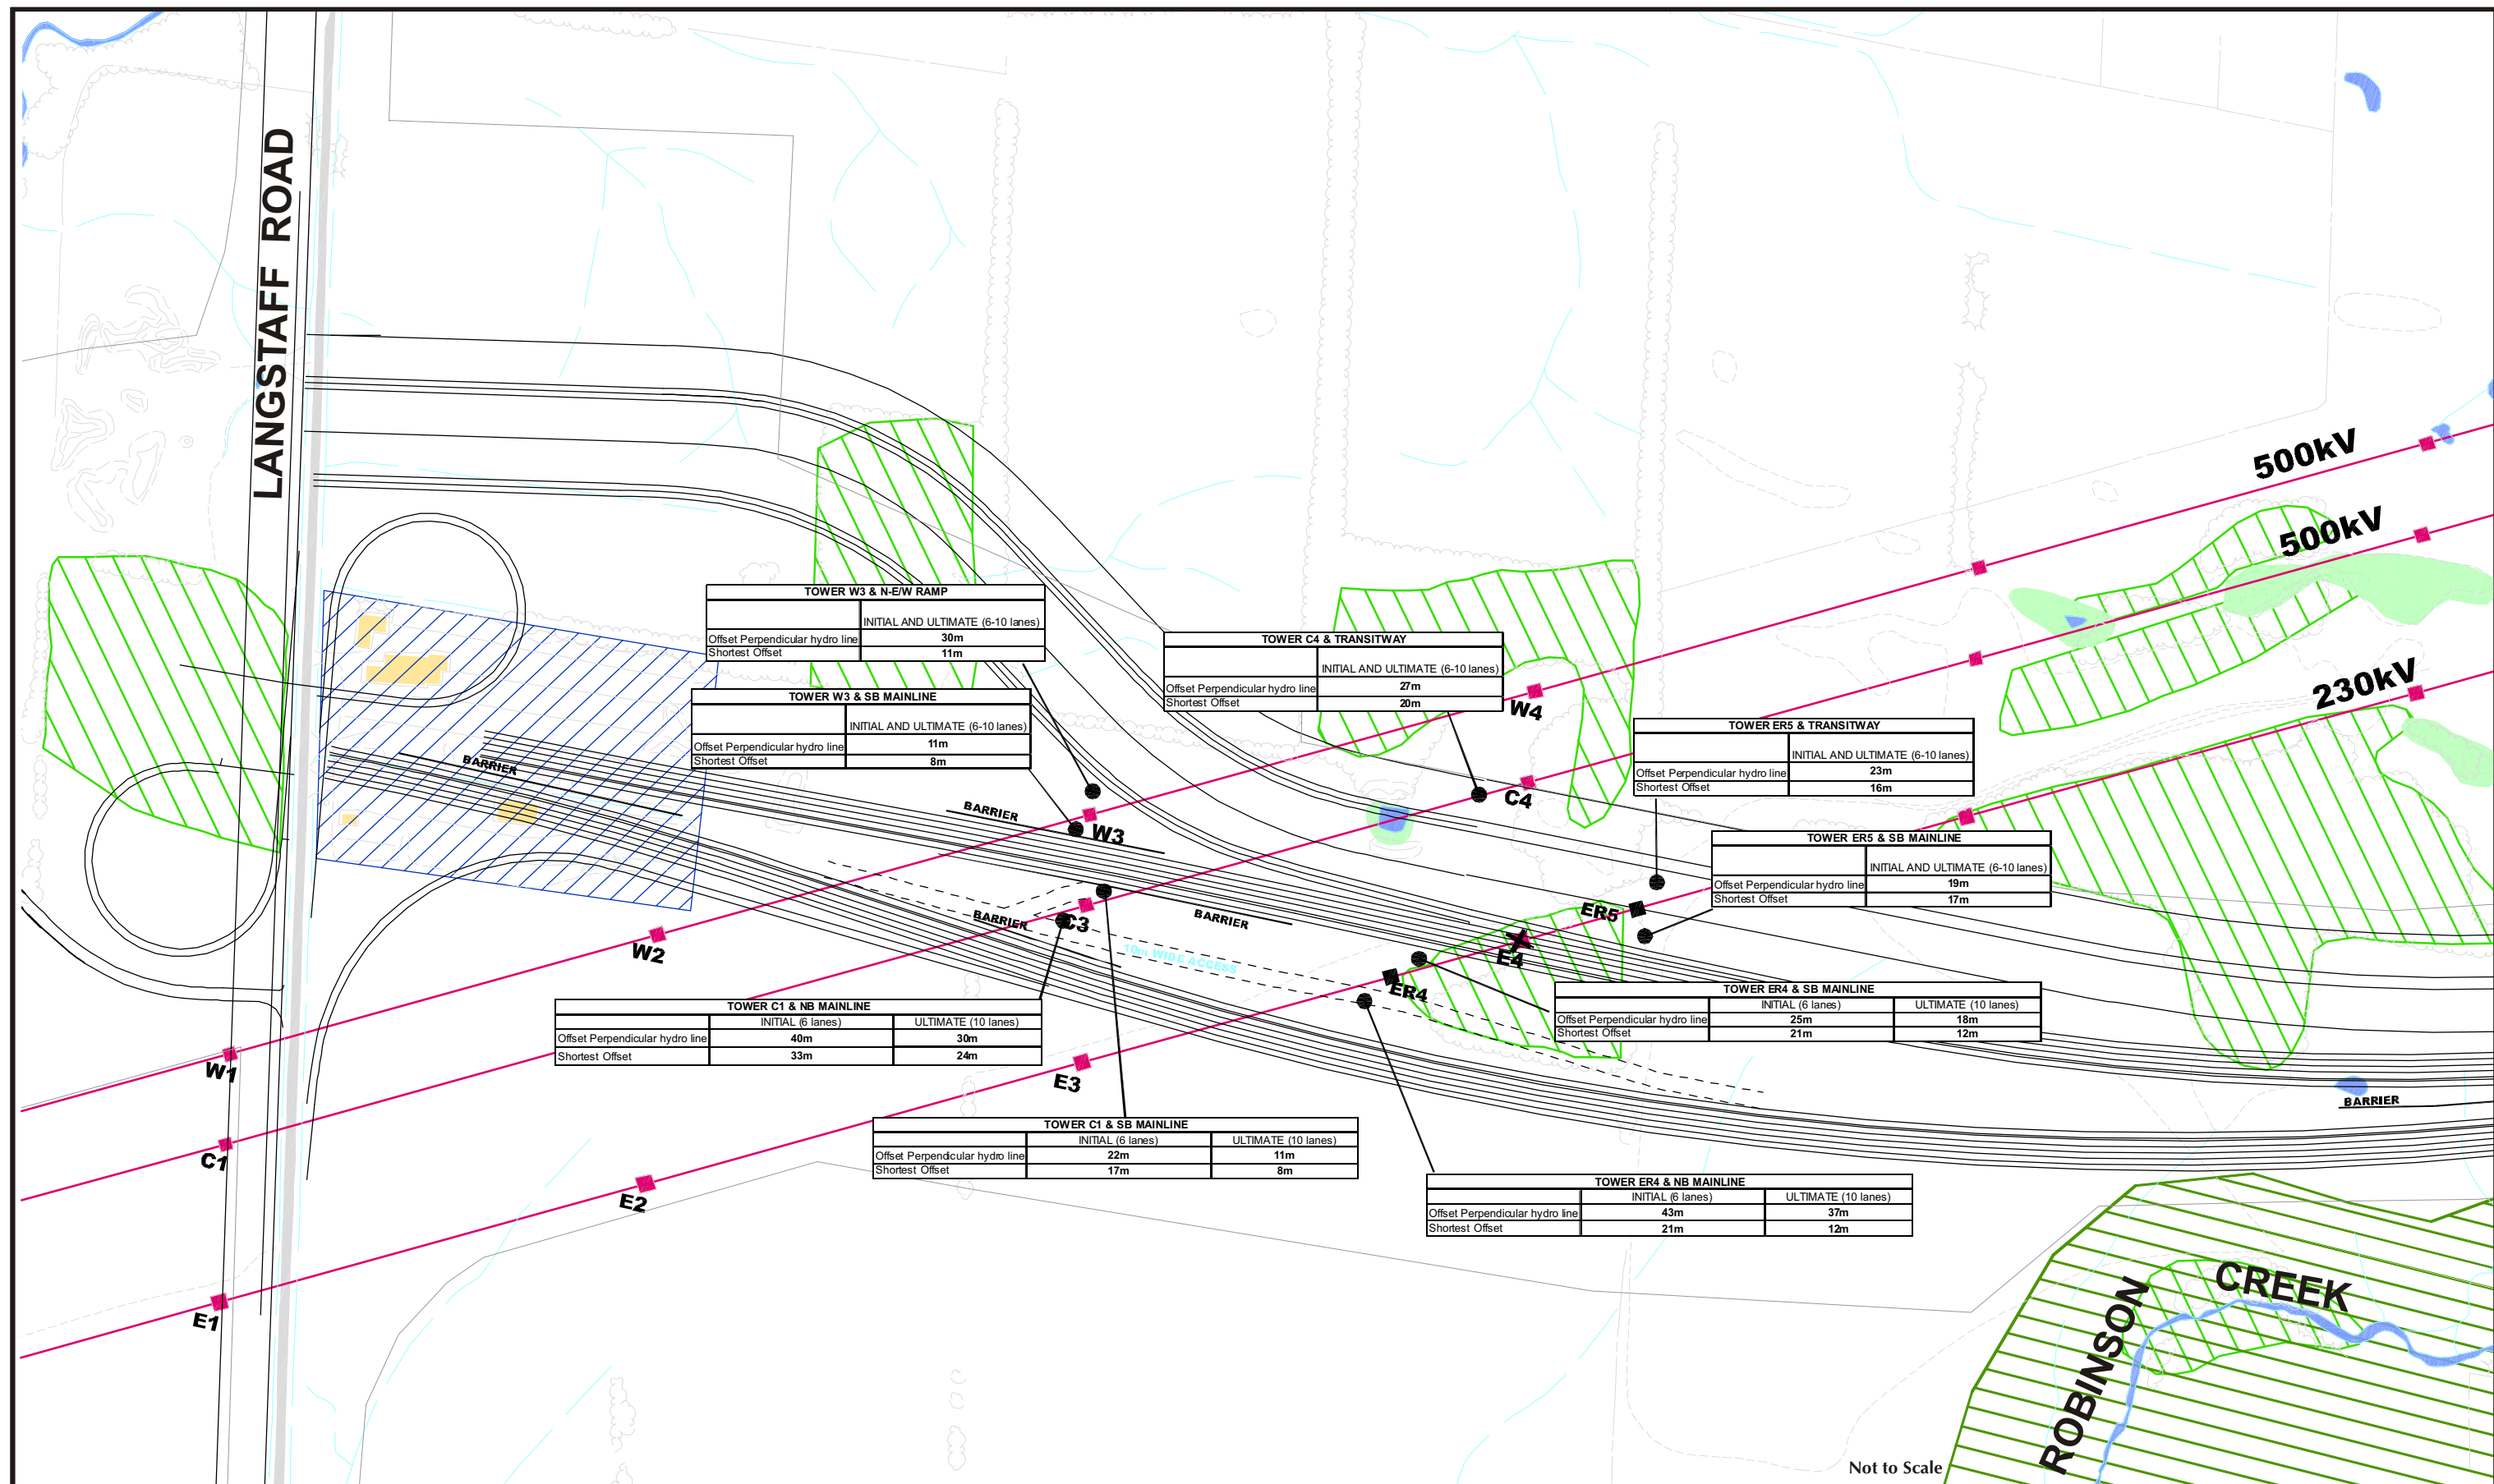 LANGSTAFF ROAD
500kV
500kV
230kV
TOWER W3 & N-E/W RAMP
INITIAL AND ULTIMATE (6-10 lanes)
Offset Perpendicular hydro line 30m
Shortest Offset 11m
TOWER C4 & TRANSITWAY
INITIAL AND ULTIMATE (6-10 lanes)
Offset Perpendicular hydro line 27m
Shortest Offset 20m
TOWER W3 & SB MAINLINE
INITIAL AND ULTIMATE (6-10 lanes)
Offset Perpendicular hydro line 11m
Shortest Offset 8m
W4
TOWER ER5 & TRANSITWAY
INITIAL AND ULTIMATE (6-10 lanes)
Offset Perpendicular hydro line 23m
Shortest Offset 16m
BARRIER
C4
BARRIER
W3
TOWER ER5 & SB MAINLINE
INITIAL AND ULTIMATE (6-10 lanes)
Offset Perpendicular hydro line 19m
Shortest Offset 17m
BARRIER
C3
BARRIER
ER5
W2
10m WIDE ACCESS
E4
ER4
TOWER ER4 & SB MAINLINE
INITIAL (6 lanes) ULTIMATE (10 lanes)
Offset Perpendicular hydro line 25m 18m
Shortest Offset 21m 12m
TOWER C1 & NB MAINLINE
INITIAL (6 lanes) ULTIMATE (10 lanes)
Offset Perpendicular hydro line 40m 30m
Shortest Offset 33m 24m
W1
E3
BARRIER
TOWER C1 & SB MAINLINE
INITIAL (6 lanes) ULTIMATE (10 lanes)
Offset Perpendicular hydro line 22m 11m
Shortest Offset 17m 8m
C1
E2
TOWER ER4 & NB MAINLINE
INITIAL (6 lanes) ULTIMATE (10 lanes)
Offset Perpendicular hydro line 43m 37m
Shortest Offset 21m 12m
E1
ROBINSON CREEK
Not to Scale